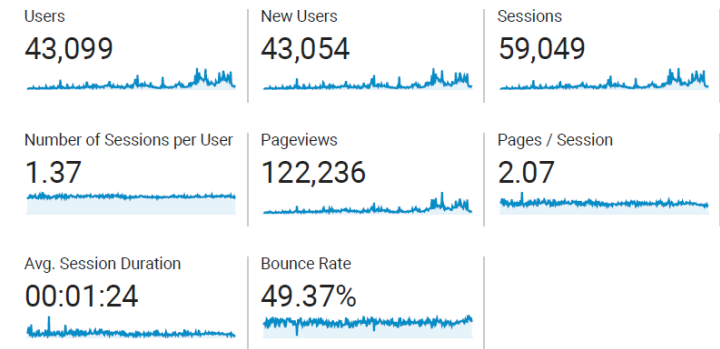 Users
43,099
New Users
43,054
Sessions
59,049
Number of Sessions per User
1.37
Pageviews
122,236
Pages / Session
2.07
Avg. Session Duration
00:01:24
Bounce Rate
49.37%